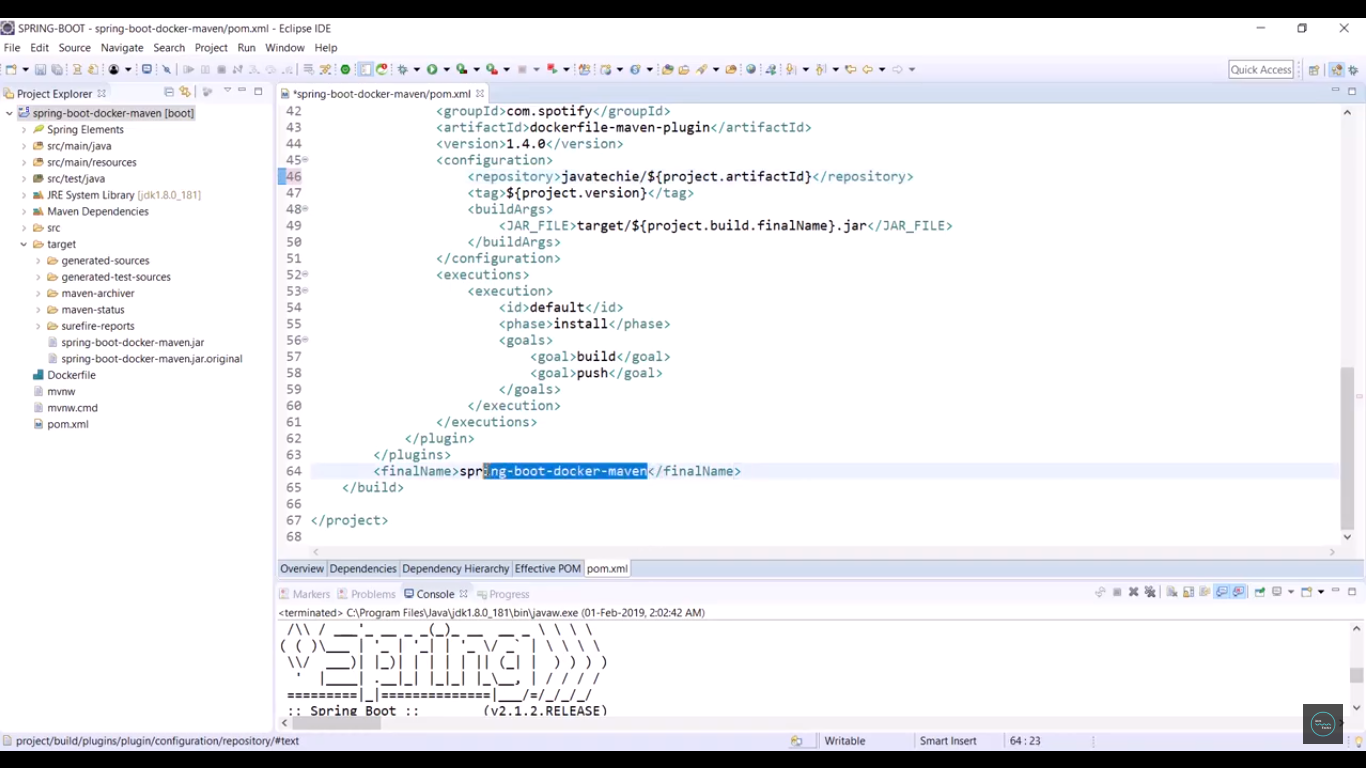 SPRING-BOOT - spring-boot-docker-maven/pom.xml - Eclipse IDE
File Edit Source Navigate Search Project Run Window Help
Quick Access
Project Explorer
spring-boot-docker-maven [boot]
Spring Elements
src/main/java
src/main/resources
src/test/java
JRE System Library [jdk1.8.0_181]
Maven Dependencies
src
target
generated-sources
generated-test-sources
maven-archiver
maven-status
surefire-reports
spring-boot-docker-maven.jar
spring-boot-docker-maven.jar.original
Dockerfile
mvnw
mvnw.cmd
pom.xml
*spring-boot-docker-maven/pom.xml
42 <groupId>com.spotify</groupId>
43 <artifactId>dockerfile-maven-plugin</artifactId>
44 <version>1.4.0</version>
45 <configuration>
46 <repository>javatechie/${project.artifactId}</repository>
47 <tag>${project.version}</tag>
48 <buildArgs>
49 <JAR_FILE>target/${project.build.finalName}.jar</JAR_FILE>
50 </buildArgs>
51 </configuration>
52 <executions>
53 <execution>
54 <id>default</id>
55 <phase>install</phase>
56 <goals>
57 <goal>build</goal>
58 <goal>push</goal>
59 </goals>
60 </execution>
61 </executions>
62 </plugin>
63 </plugins>
64 <finalName>spring-boot-docker-maven</finalName>
65 </build>
66
67 </project>
68
Overview Dependencies Dependency Hierarchy Effective POM pom.xml
Markers Problems Console Progress
<terminated> C:\Program Files\Java\jdk1.8.0_181\bin\javaw.exe (01-Feb-2019, 2:02:42 AM)
:: Spring Boot :: (v2.1.2.RELEASE)
project/build/plugins/plugin/configuration/repository/#text Writable Smart Insert 64 : 23